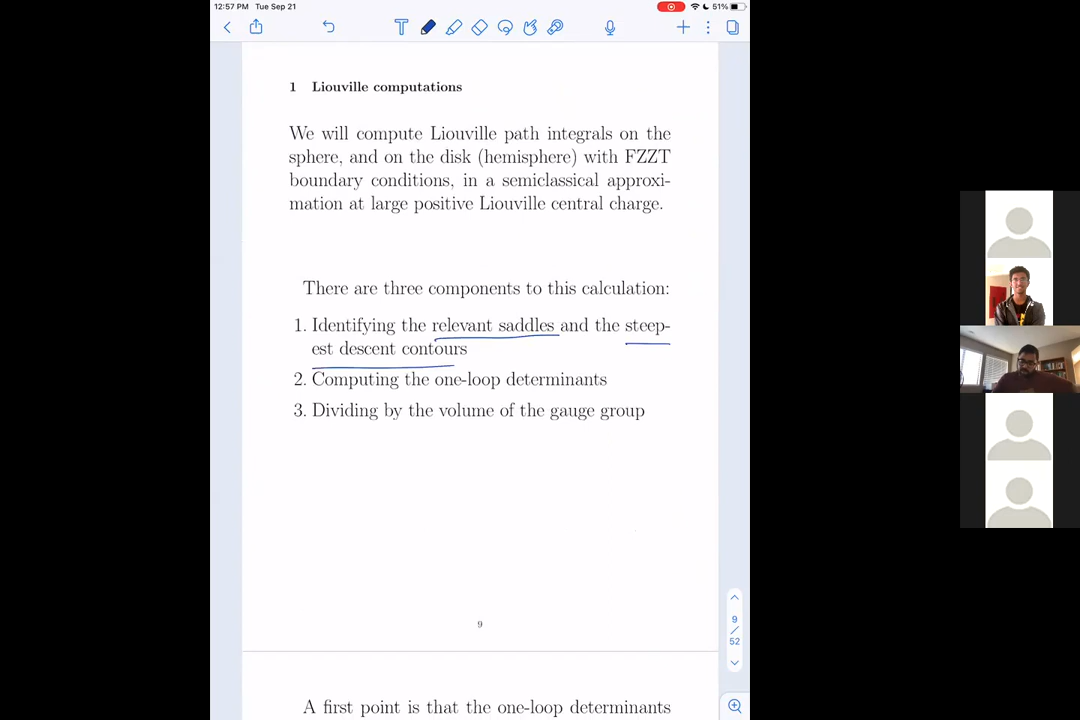 12:57 PM Tue Sep 21
51%
1 Liouville computations
We will compute Liouville path integrals on the
sphere, and on the disk (hemisphere) with FZZT
boundary conditions, in a semiclassical approxi-
mation at large positive Liouville central charge.
There are three components to this calculation:
1. Identifying the relevant saddles and the steep-
est descent contours
2. Computing the one-loop determinants
3. Dividing by the volume of the gauge group
9
9
/
52
A first point is that the one-loop determinants